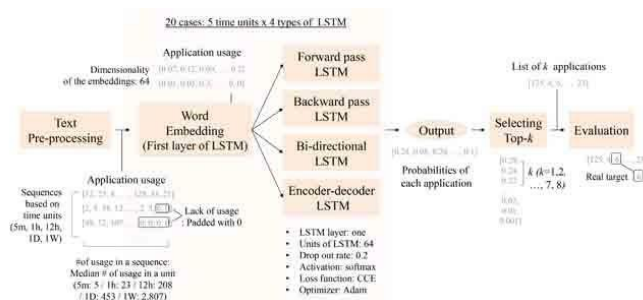 20 cases: 5 time units x 4 types of LSTM
Application usage
Dimensionality
of the embeddings: 64
Text
Pre-processing
Word
Embedding
(First layer of LSTM)
Forward pass
LSTM
Backward pass
LSTM
Bi-directional
LSTM
Encoder-decoder
LSTM
Output
Probabilities of
each application
Selecting
Top-k
List of k applications
Evaluation
Real target
k (k=1,2,
..., 7, 8)
Application usage
Sequences
based on
time units
(5m, 1h, 12h,
1D, 1W)
Lack of usage
: Padded with 0
#of usage in a sequence:
Median # of usage in a unit
(5m: 5 / 1h: 23 / 12h: 208
/ 1D: 453 / 1W: 2,807)
• LSTM layer: one
• Units of LSTM: 64
• Drop out rate: 0.2
• Activation: softmax
• Loss function: CCE
• Optimizer: Adam